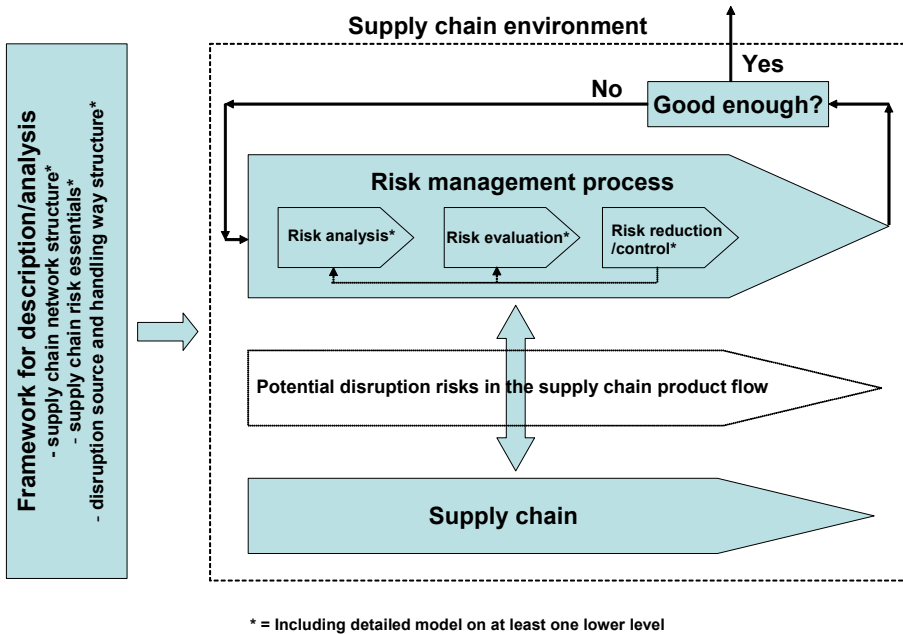 Supply chain environment
Yes
No
Good enough?
Framework for description/analysis
- supply chain network structure*
- supply chain risk essentials*
- disruption source and handling way structure*
Risk management process
Risk analysis*
Risk evaluation*
Risk reduction
/control*
Potential disruption risks in the supply chain product flow
Supply chain
* = Including detailed model on at least one lower level